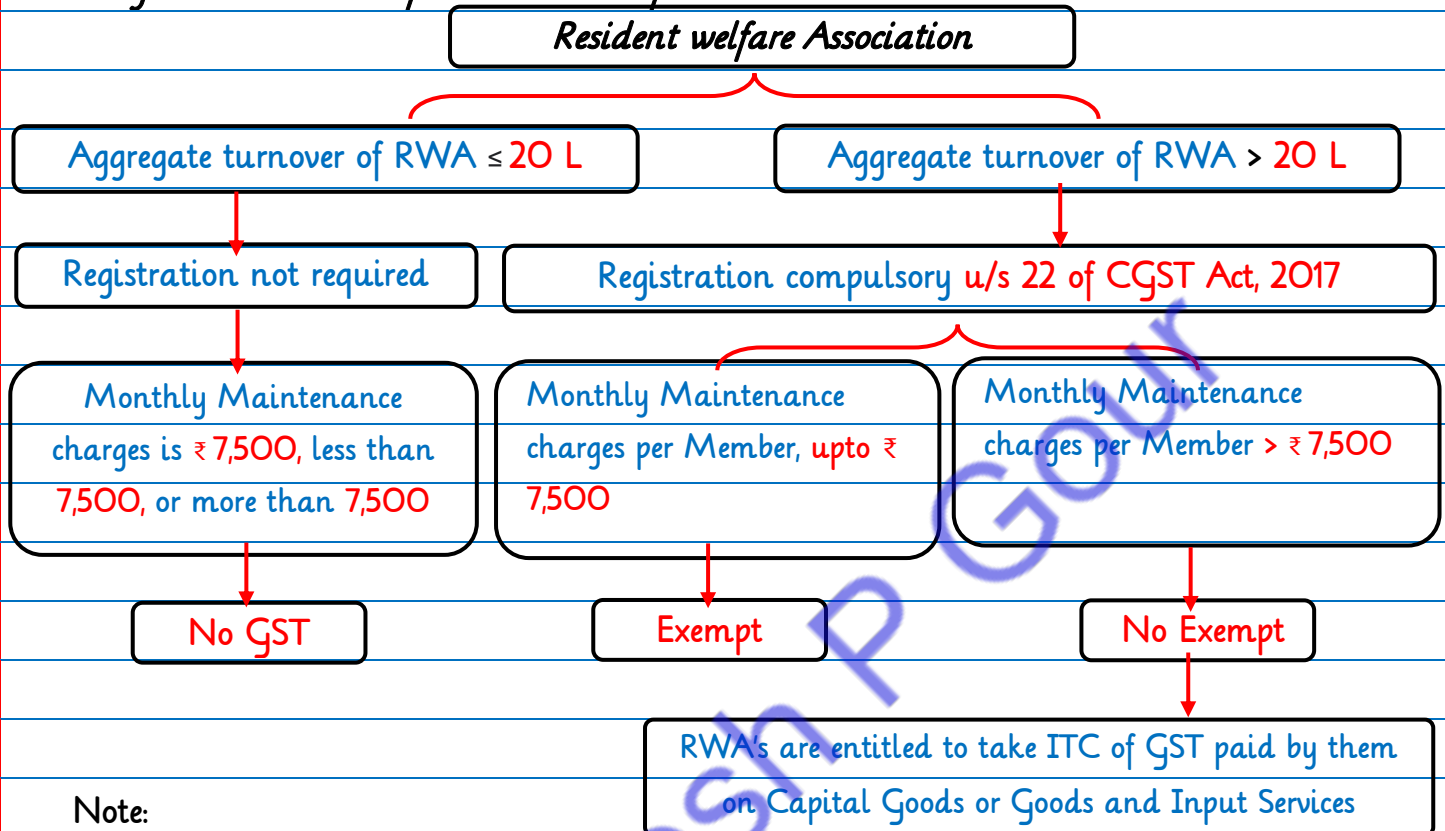 Resident welfare Association
Aggregate turnover of RWA ≤ 20 L
Aggregate turnover of RWA > 20 L
Registration not required
Registration compulsory u/s 22 of CGST Act, 2017
Monthly Maintenance
charges is ₹ 7,500, less than
7,500, or more than 7,500
Monthly Maintenance
charges per Member, upto ₹
7,500
Monthly Maintenance
charges per Member > ₹ 7,500
No GST
Exempt
No Exempt
RWA's are entitled to take ITC of GST paid by them
on Capital Goods or Goods and Input Services
Note:
P Gour